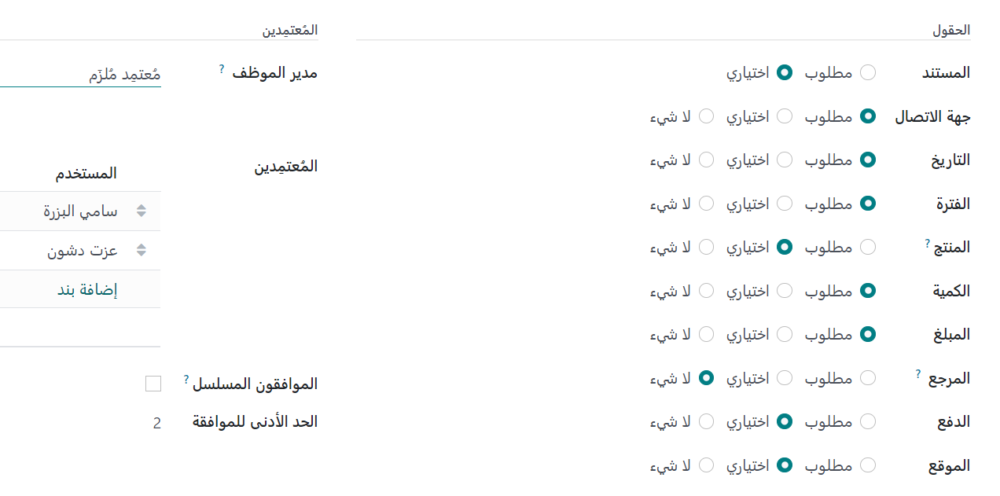 الحقول
المستند مطلوب اختياري
جهة الاتصال مطلوب اختياري لا شيء
التاريخ مطلوب اختياري لا شيء
الفترة مطلوب اختياري لا شيء
المنتج ? مطلوب اختياري لا شيء
الكمية مطلوب اختياري لا شيء
المبلغ مطلوب اختياري لا شيء
المرجع ? مطلوب اختياري لا شيء
الدفع مطلوب اختياري لا شيء
الموقع مطلوب اختياري لا شيء
المُعتمِدين
مدير الموظف ? مُعتمِد مُلزَم
المُعتمِدين
المستخدم
سامي البزرة
عزت دشون
إضافة بند
الموافقون المسلسل ?
الحد الأدنى للموافقة 2